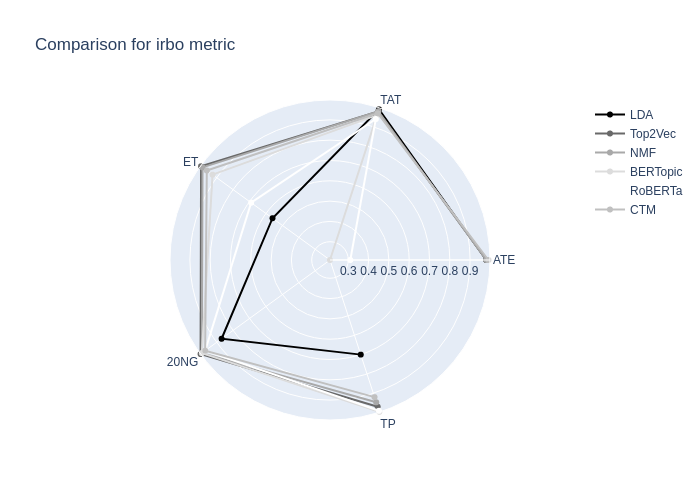 Comparison for irbo metric
TAT
ET
ATE
0.3 0.4 0.5 0.6 0.7 0.8 0.9
20NG
TP
LDA
Top2Vec
NMF
BERTopic
RoBERTa
CTM